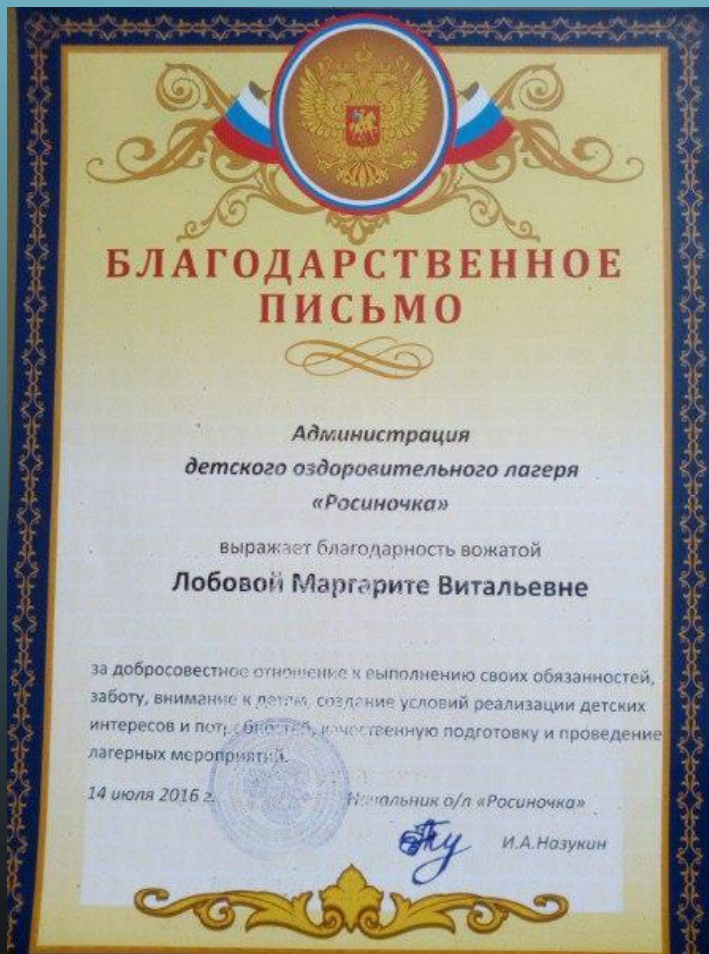 БЛАГОДАРСТВЕННОЕ
ПИСЬМО
Администрация
детского оздоровительного лагеря
«Росиночка»
выражает благодарность вожатой
Лобовой Маргарите Витальевне
за добросовестное отношение к выполнению своих обязанностей,
заботу, внимание к детям, создание условий реализации детских
интересов и потребностей, качественную подготовку и проведение
лагерных мероприятий.
14 июля 2016 г.
Начальник о/л «Росиночка»
И.А.Назукин